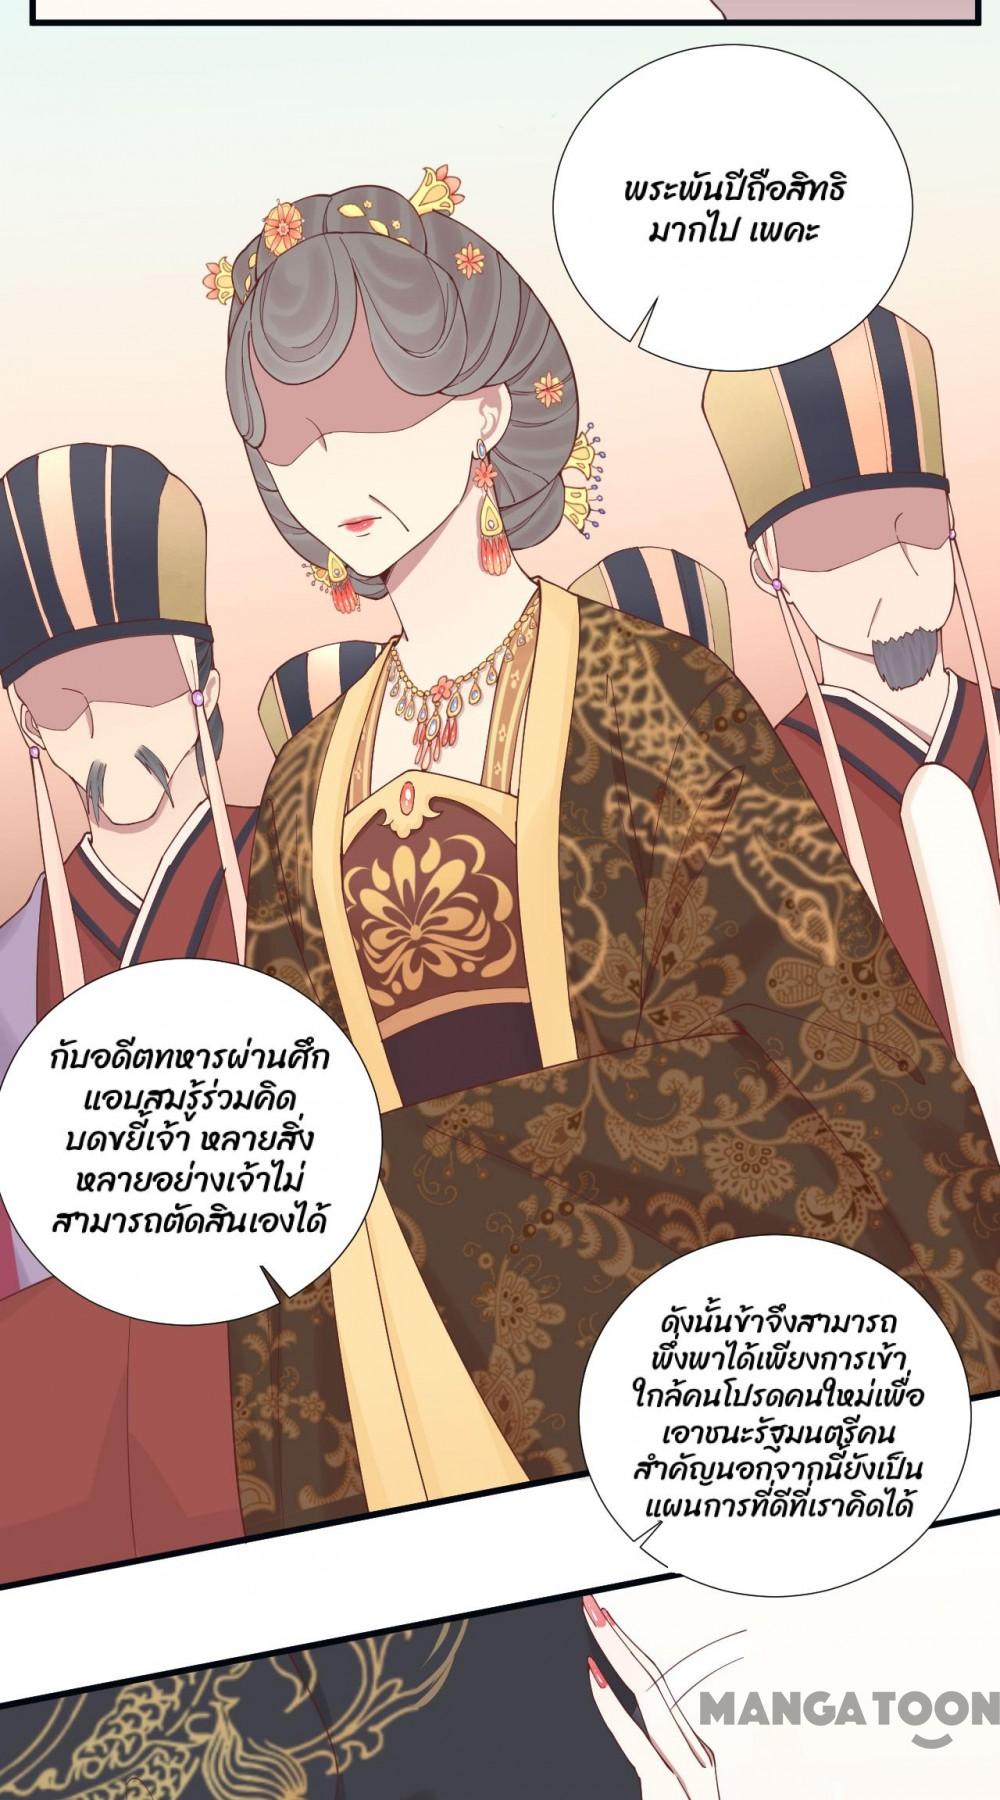 พระพันปีถือสิทธิ
มากไป เพคะ
กับอดีตทหารผ่านศึก
แอบสมรู้ร่วมคิด
บดขยี้เจ้า หลายสิ่ง
หลายอย่างเจ้าไม่
สามารถตัดสินเองได้
ดังนั้นข้าจึงสามารถ
พึ่งพาได้เพียงการเข้า
ใกล้คนโปรดคนใหม่เพื่อ
เอาชนะรัฐมนตรีคน
สำคัญนอกจากนี้ยังเป็น
แผนการที่ดีที่เราคิดได้
MANGATOON